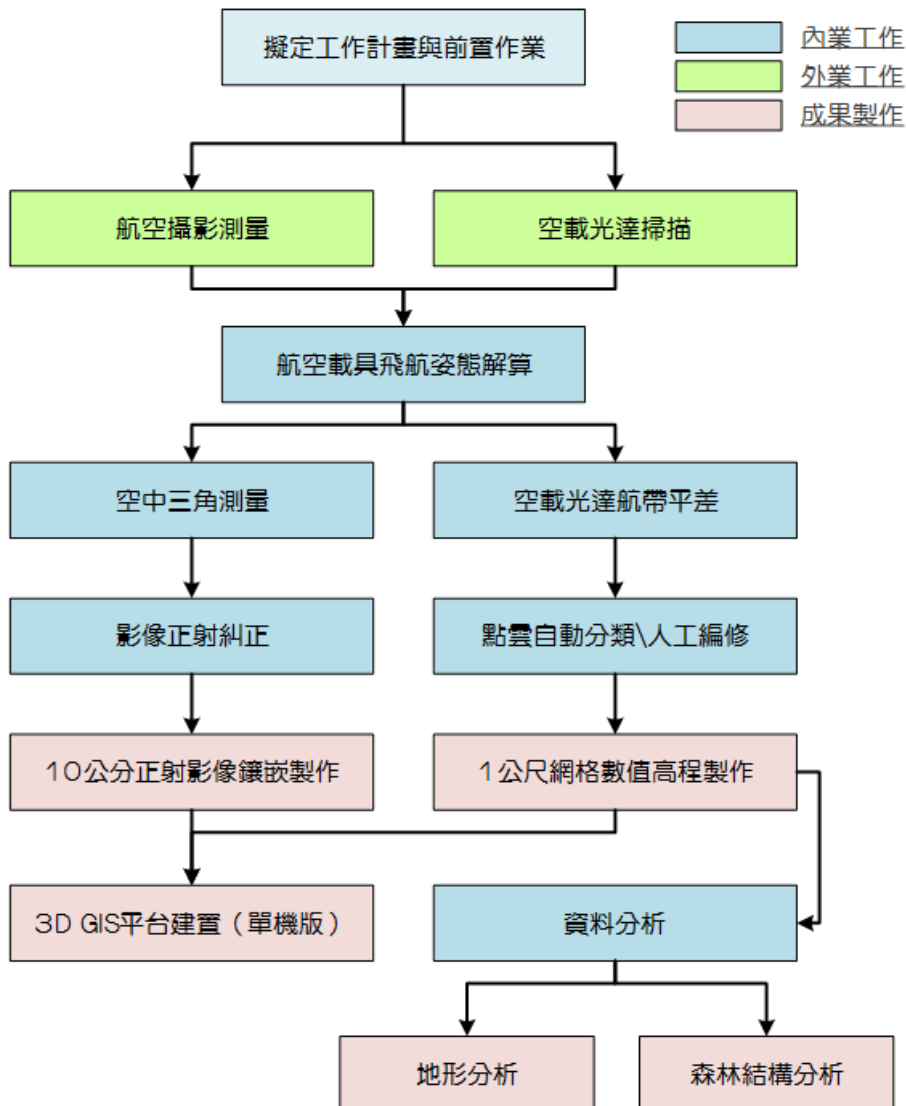 擬定工作計畫與前置作業
內業工作
外業工作
成果製作
航空攝影測量
空載光達掃描
航空載具飛航姿態解算
空中三角測量
空載光達航帶平差
影像正射糾正
點雲自動分類\人工編修
10公分正射影像鑲嵌製作
1公尺網格數值高程製作
3D GIS平台建置（單機版）
資料分析
地形分析
森林結構分析